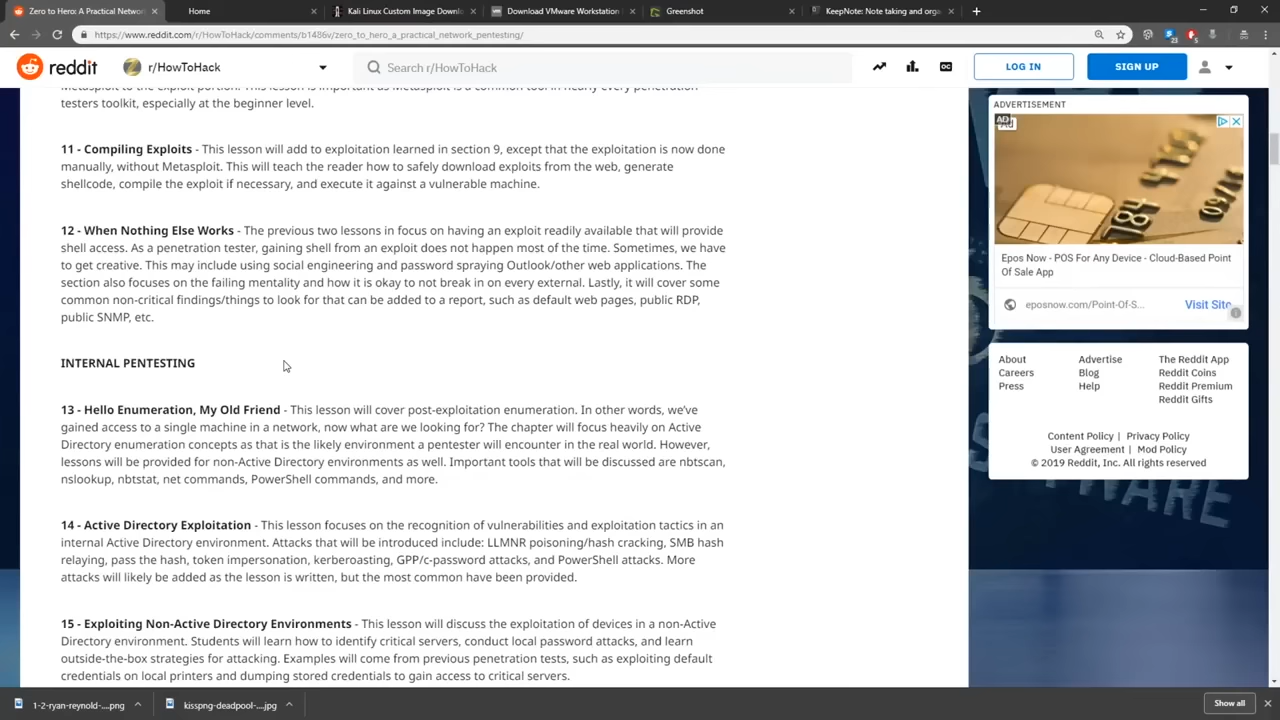 Zero to Hero: A Practical Networ
Home
Kali Linux Custom Image Downl
Download VMware Workstation
Greenshot
KeepNote: Note taking and orga
https://www.reddit.com/r/HowToHack/comments/b1486v/zero_to_hero_a_practical_network_pentesting/
reddit
r/HowToHack
Search r/HowToHack
LOG IN
SIGN UP
Metasploit to the exploit portion. This lesson is important as Metasploit is a common tool in nearly every penetration
testers toolkit, especially at the beginner level.
11 - Compiling Exploits - This lesson will add to exploitation learned in section 9, except that the exploitation is now done
manually, without Metasploit. This will teach the reader how to safely download exploits from the web, generate
shellcode, compile the exploit if necessary, and execute it against a vulnerable machine.
12 - When Nothing Else Works - The previous two lessons in focus on having an exploit readily available that will provide
shell access. As a penetration tester, gaining shell from an exploit does not happen most of the time. Sometimes, we have
to get creative. This may include using social engineering and password spraying Outlook/other web applications. The
section also focuses on the failing mentality and how it is okay to not break in on every external. Lastly, it will cover some
common non-critical findings/things to look for that can be added to a report, such as default web pages, public RDP,
public SNMP, etc.
INTERNAL PENTESTING
13 - Hello Enumeration, My Old Friend - This lesson will cover post-exploitation enumeration. In other words, we've
gained access to a single machine in a network, now what are we looking for? The chapter will focus heavily on Active
Directory enumeration concepts as that is the likely environment a pentester will encounter in the real world. However,
lessons will be provided for non-Active Directory environments as well. Important tools that will be discussed are nbtscan,
nslookup, nbtstat, net commands, PowerShell commands, and more.
14 - Active Directory Exploitation - This lesson focuses on the recognition of vulnerabilities and exploitation tactics in an
internal Active Directory environment. Attacks that will be introduced include: LLMNR poisoning/hash cracking, SMB hash
relaying, pass the hash, token impersonation, kerberoasting, GPP/c-password attacks, and PowerShell attacks. More
attacks will likely be added as the lesson is written, but the most common have been provided.
15 - Exploiting Non-Active Directory Environments - This lesson will discuss the exploitation of devices in a non-Active
Directory environment. Students will learn how to identify critical servers, conduct local password attacks, and learn
outside-the-box strategies for attacking. Examples will come from previous penetration tests, such as exploiting default
credentials on local printers and dumping stored credentials to gain access to critical servers.
ADVERTISEMENT
AD
Epos Now - POS For Any Device - Cloud-Based Point
Of Sale App
eposnow.com/Point-Of-S...
Visit Site
About
Advertise
The Reddit App
Careers
Blog
Reddit Coins
Press
Help
Reddit Premium
Reddit Gifts
Content Policy | Privacy Policy
User Agreement | Mod Policy
© 2019 Reddit, Inc. All rights reserved
1-2-ryan-reynold-....png
kisspng-deadpool-....jpg
Show all